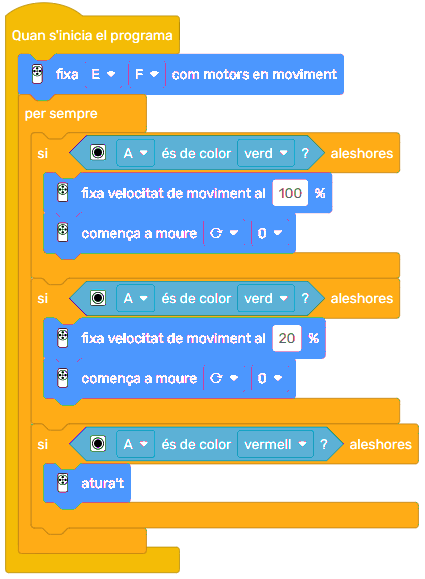 Quan s'inicia el programa
fixa E F com motors en moviment
per sempre
si A és de color verd ? aleshores
fixa velocitat de moviment al 100 %
comença a moure 0
si A és de color verd ? aleshores
fixa velocitat de moviment al 20 %
comença a moure 0
si A és de color vermell ? aleshores
atura't